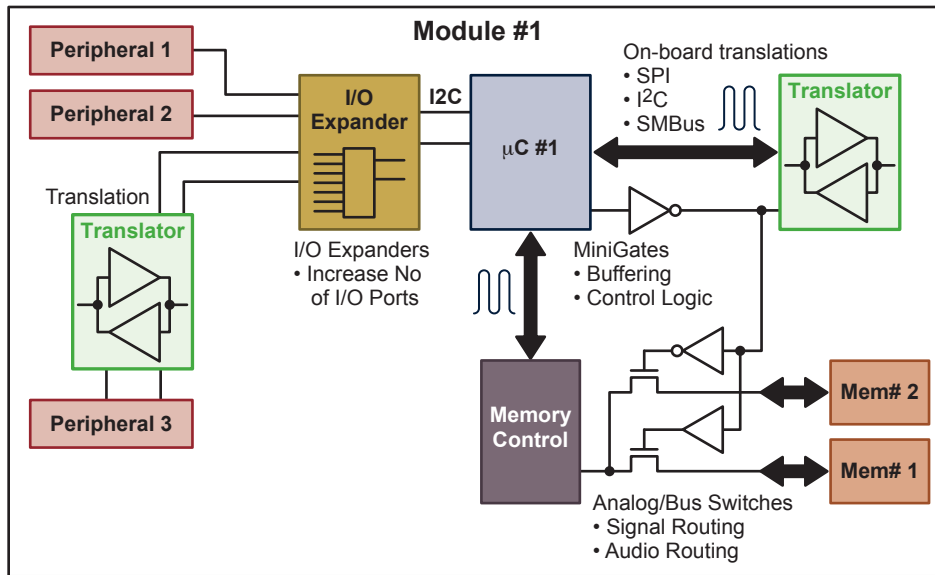 Module #1
Peripheral 1
Peripheral 2
Translation
Translator
Peripheral 3
I/O
Expander
I/O Expanders
• Increase No
of I/O Ports
I2C
μC #1
On-board translations
• SPI
• I²C
• SMBus
Translator
MiniGates
• Buffering
• Control Logic
Memory
Control
Mem# 2
Mem# 1
Analog/Bus Switches
• Signal Routing
• Audio Routing